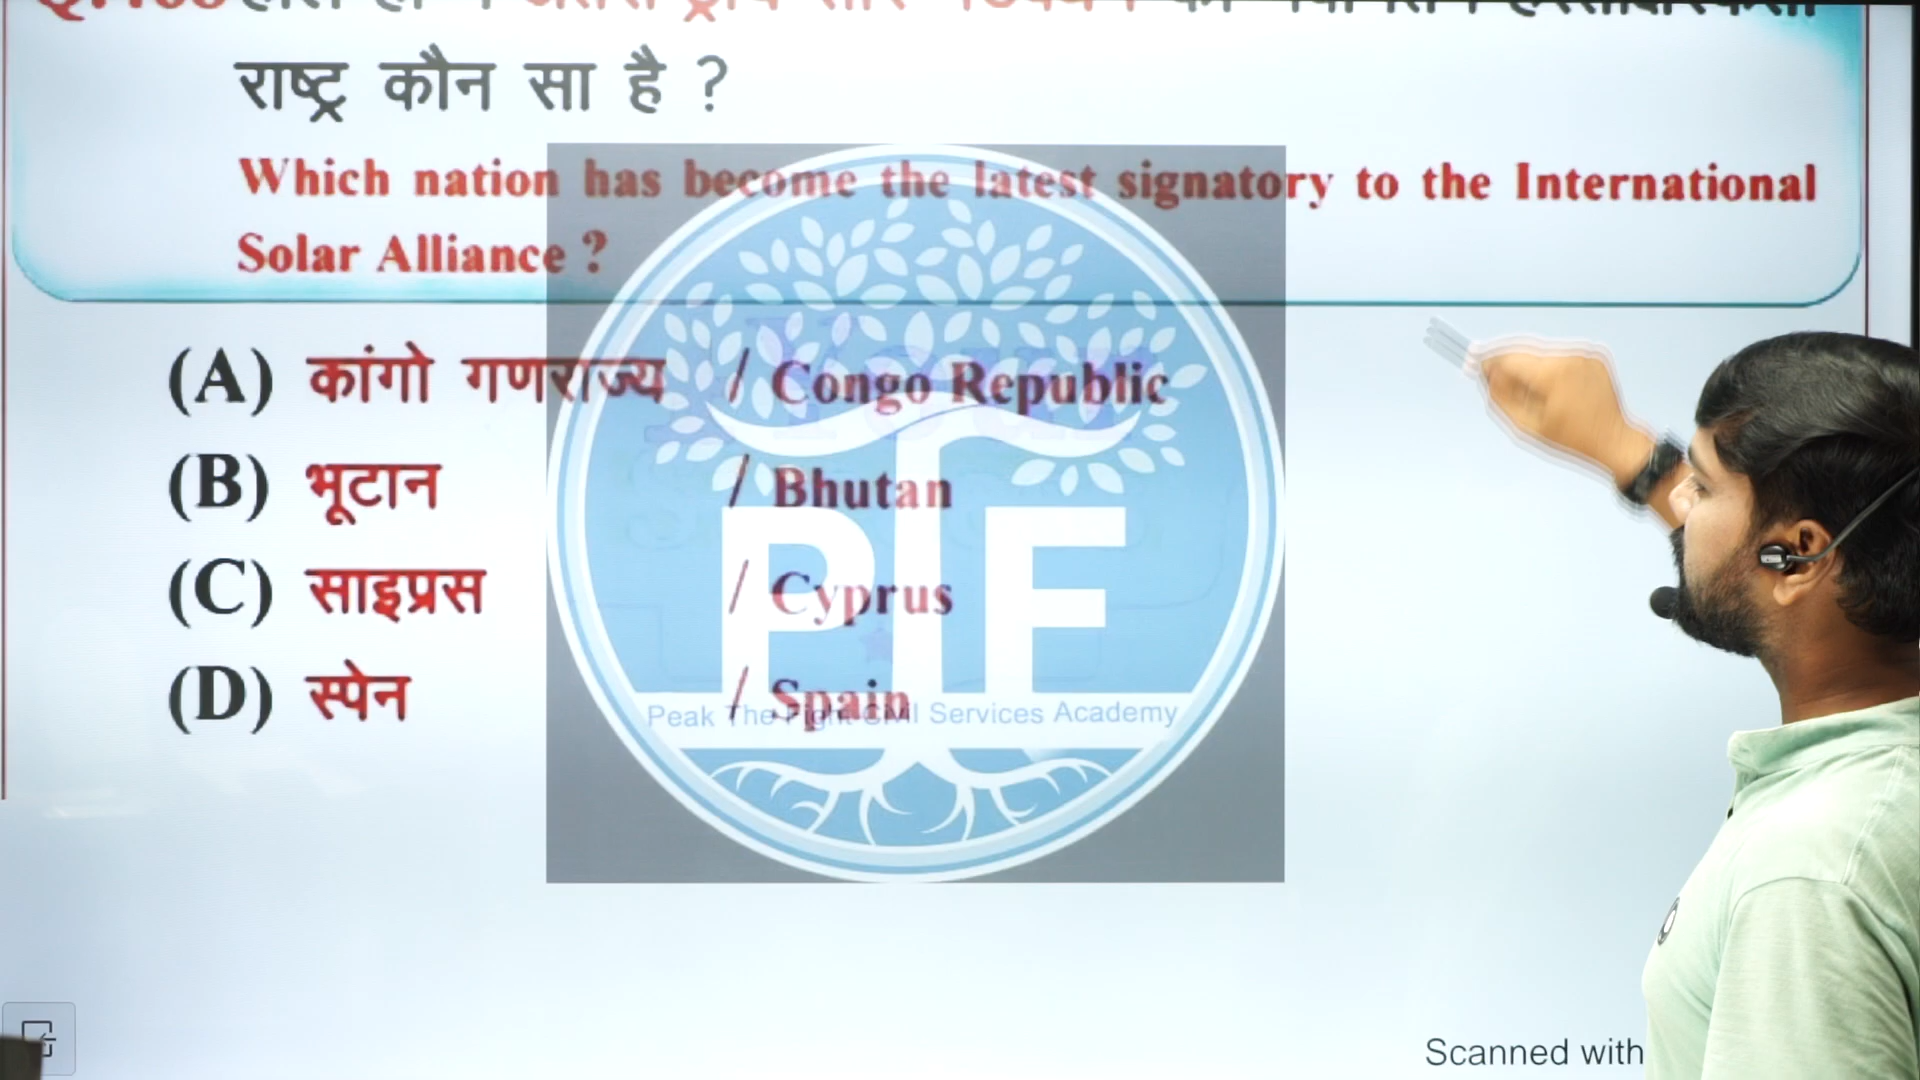 राष्ट्र कौन सा है ?
Which nation has become the latest signatory to the International
Solar Alliance ?
(A) कांगो गणराज्य / Congo Republic
(B) भूटान / Bhutan
(C) साइप्रस / Cyprus
(D) स्पेन / Spain
PTF
Peak The Fight Civil Services Academy
Scanned with